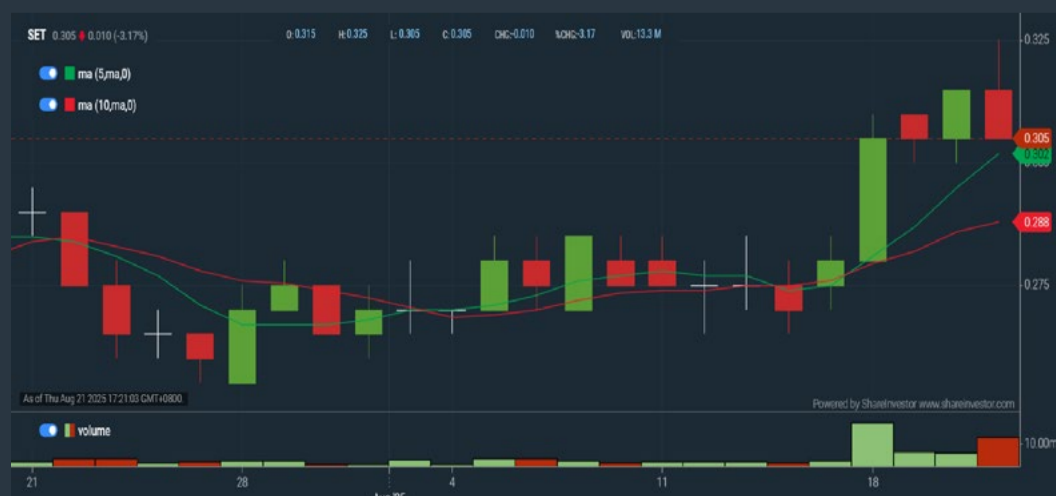 SET 0.305 0.010 (-3.17%) O: 0.315 H: 0.325 L: 0.305 C: 0.305 CHG:-0.010 %CHG:-3.17 VOL:13.3 M
ma (5,ma,0)
ma (10,ma,0)
0.325
0.305
0.302
0.288
0.275
As of Thu Aug 21 2025 17:21:03 GMT+0800
Powered by ShareInvestor www.shareinvestor.com
volume
10.00m
21 28 4 11 18